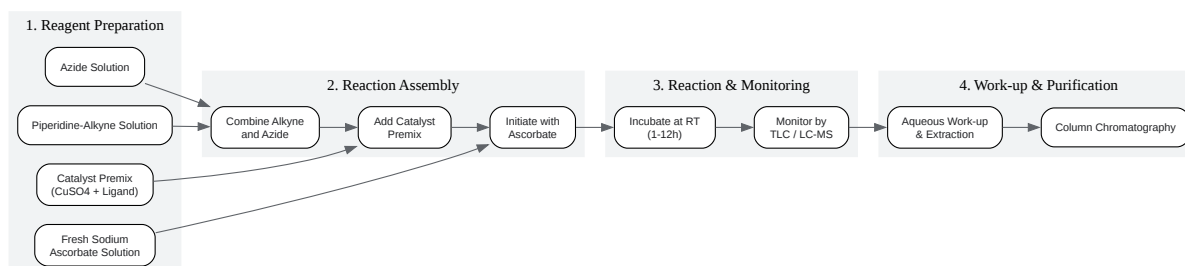 1. Reagent Preparation
Azide Solution
Piperidine-Alkyne Solution
Catalyst Premix
(CuSO4 + Ligand)
Fresh Sodium
Ascorbate Solution
2. Reaction Assembly
Combine Alkyne
and Azide
Add Catalyst
Premix
Initiate with
Ascorbate
3. Reaction & Monitoring
Incubate at RT
(1-12h)
Monitor by
TLC / LC-MS
4. Work-up & Purification
Aqueous Work-up
& Extraction
Column Chromatography